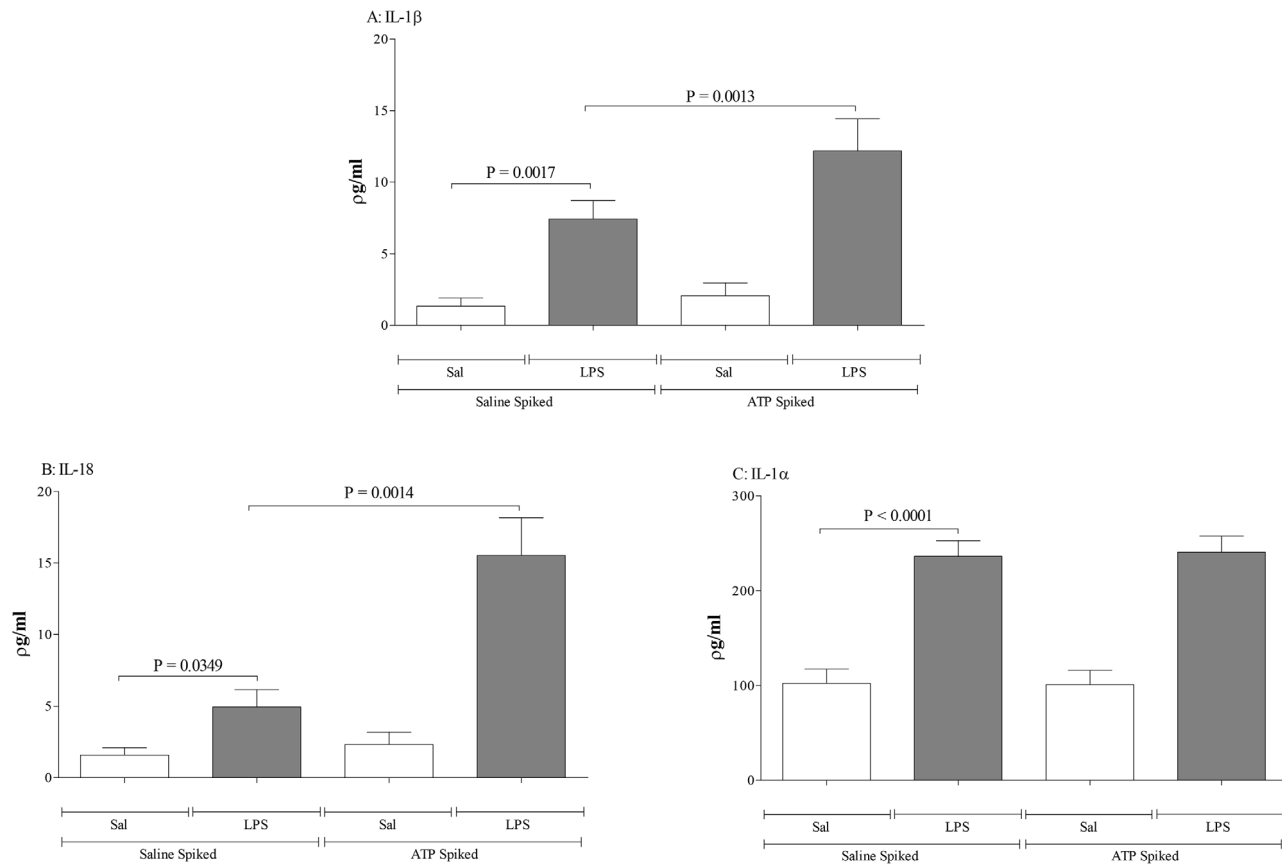 A: IL-1β
20
15
10
5
0
ρg/ml
P = 0.0013
P = 0.0017
Sal LPS Sal LPS
Saline Spiked ATP Spiked
B: IL-18
20
15
10
5
0
ρg/ml
P = 0.0014
P = 0.0349
Sal LPS Sal LPS
Saline Spiked ATP Spiked
C: IL-1α
300
200
100
0
ρg/ml
P < 0.0001
Sal LPS Sal LPS
Saline Spiked ATP Spiked